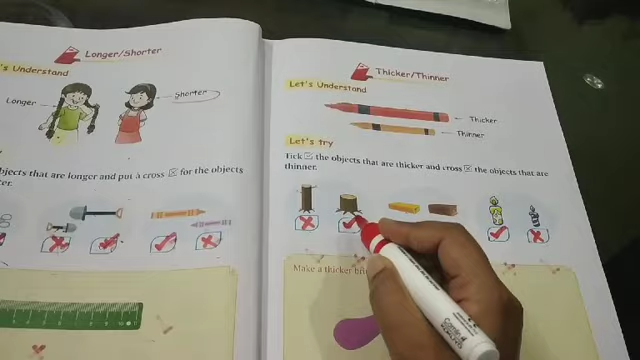 Longer/Shorter
's Understand
Longer
Shorter
objects that are longer and put a cross for the objects
Thicker/Thinner
Let's Understand
Thicker
Thinner
Let's try
Tick the objects that are thicker and cross the objects that are
thinner.
Make a thicker